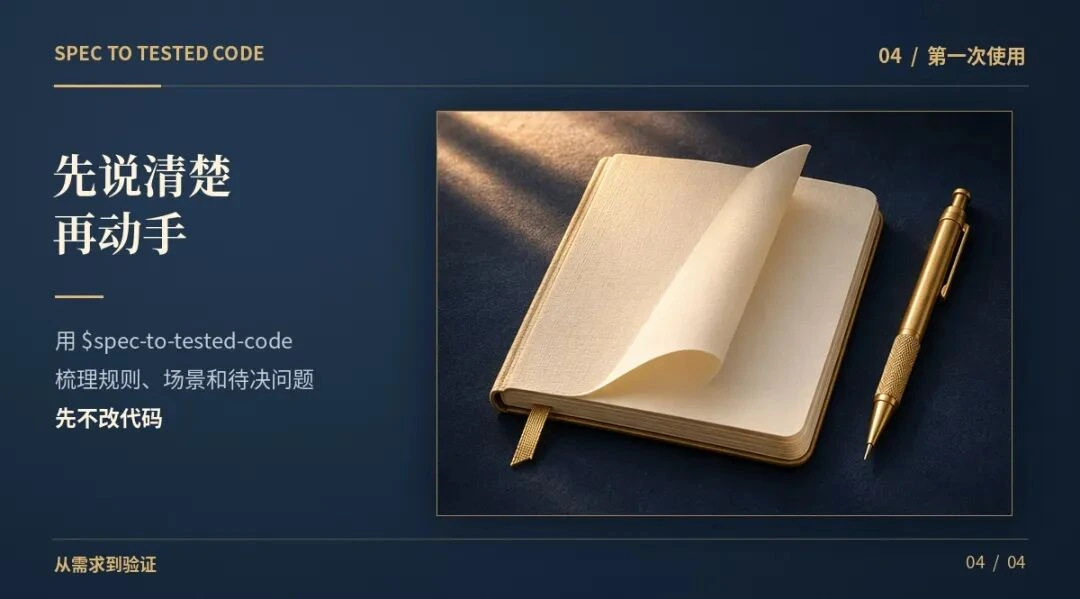 SPEC TO TESTED CODE
04 / 第一次使用
先说清楚
再动手
用 $spec-to-tested-code
梳理规则、场景和待决问题
先不改代码
从需求到验证
04 / 04